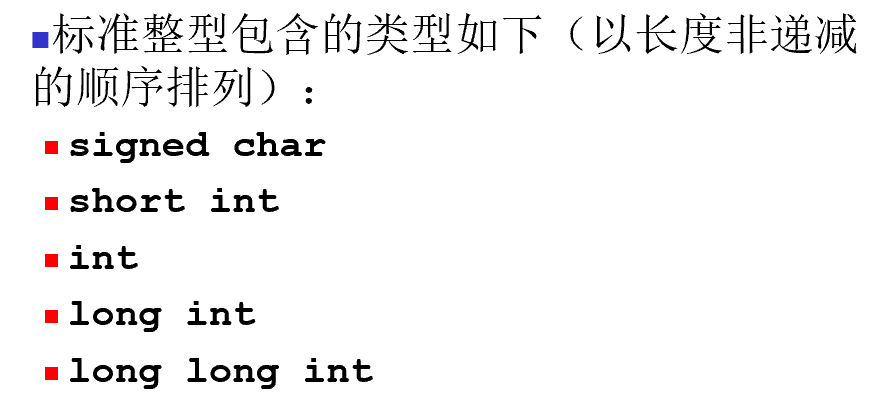 标准整型包含的类型如下（以长度非递减
的顺序排列）：
signed char
short int
int
long int
long long int